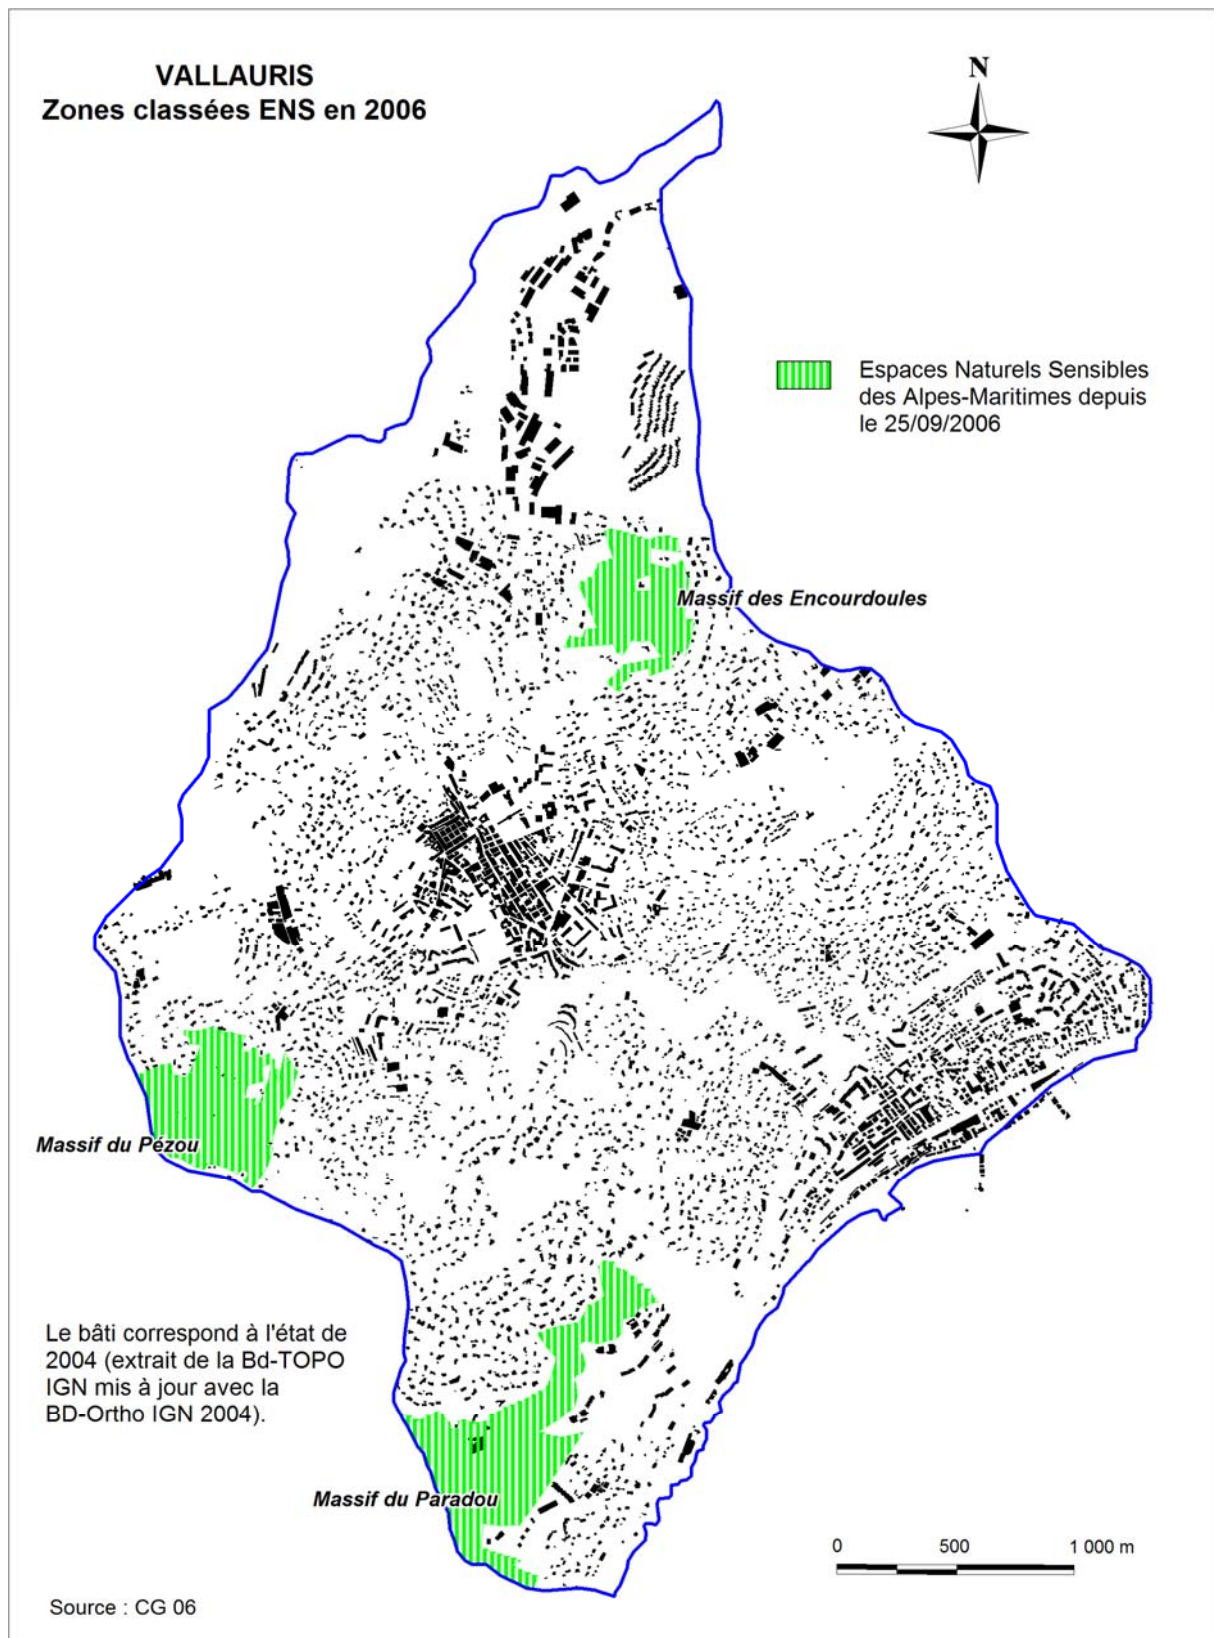 VALLAURIS
Zones classées ENS en 2006
N
Espaces Naturels Sensibles
des Alpes-Maritimes depuis
le 25/09/2006
Massif des Encourdoules
Massif du Pézou
Le bâti correspond à l'état de
2004 (extrait de la Bd-TOPO
IGN mis à jour avec la
BD-Ortho IGN 2004).
Massif du Paradou
0 500 1 000 m
Source : CG 06